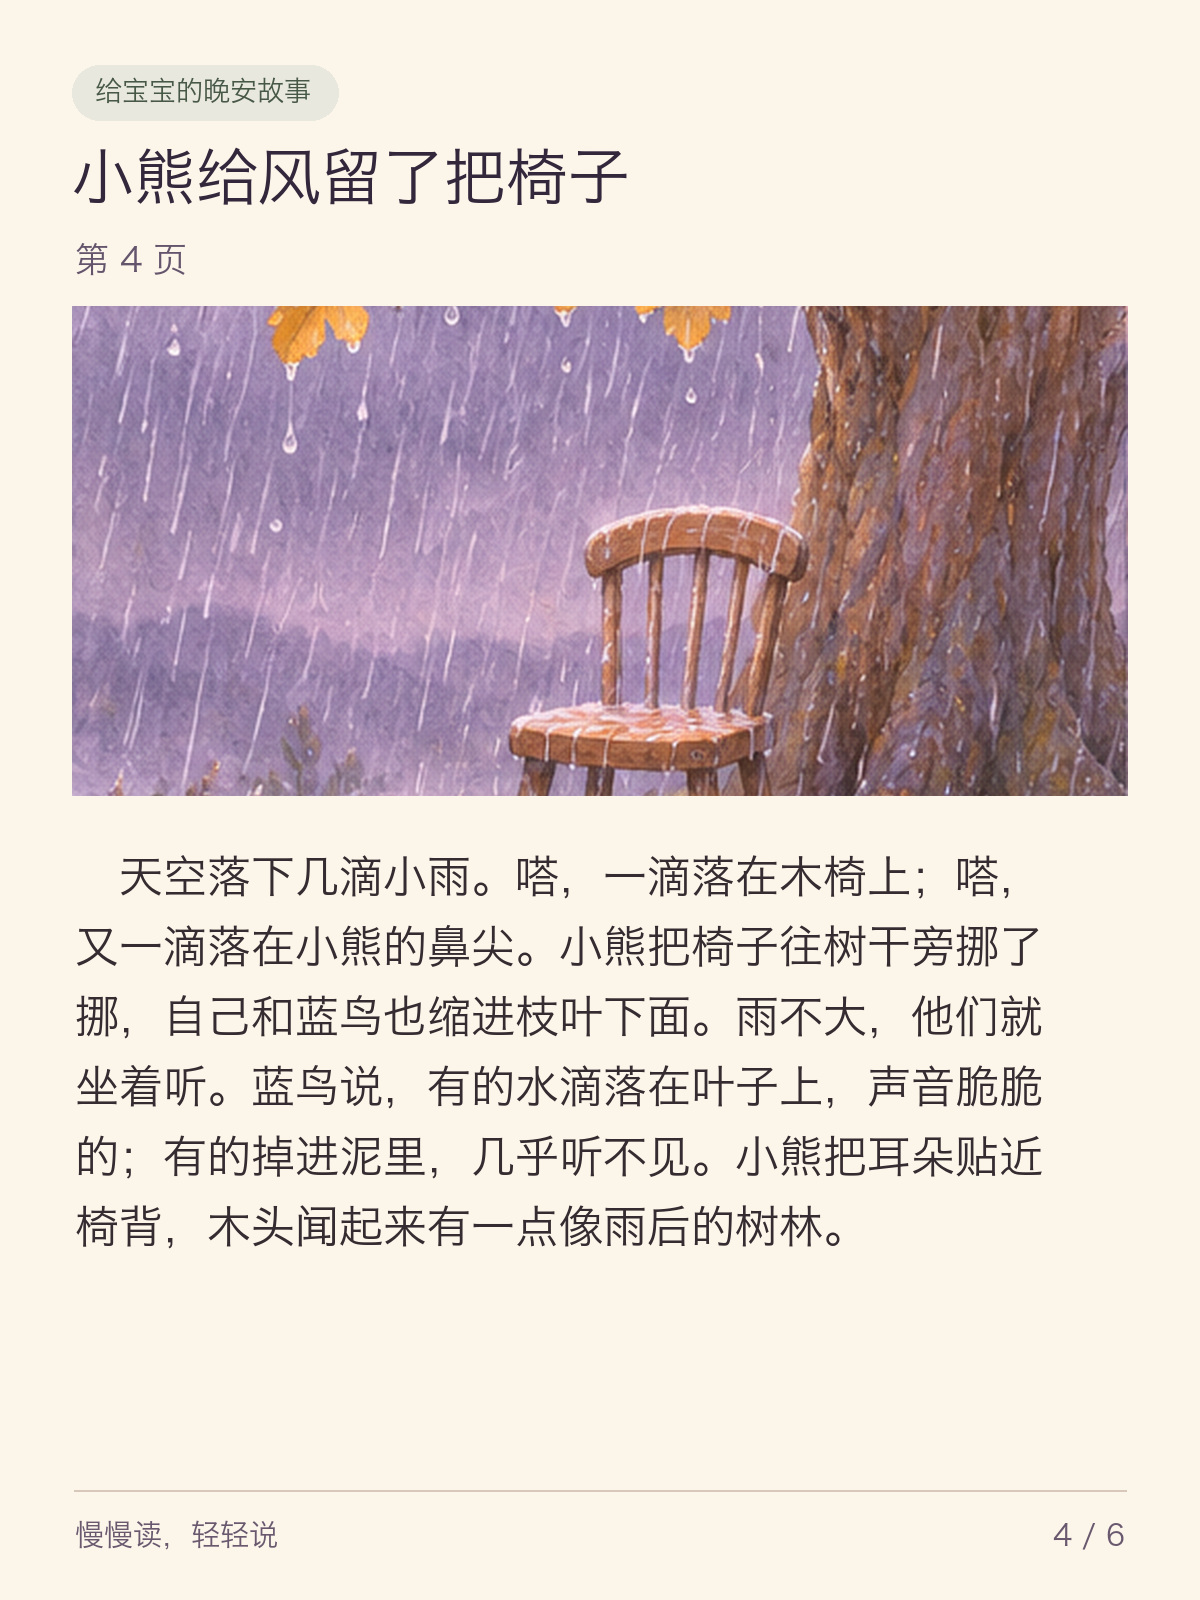 给宝宝的晚安故事
小熊给风留了把椅子
第 4 页
天空落下几滴小雨。嗒，一滴落在木椅上；嗒，
又一滴落在小熊的鼻尖。小熊把椅子往树干旁挪了
挪，自己和蓝鸟也缩进枝叶下面。雨不大，他们就
坐着听。蓝鸟说，有的水滴落在叶子上，声音脆脆
的；有的掉进泥里，几乎听不见。小熊把耳朵贴近
椅背，木头闻起来有一点像雨后的树林。
慢慢读，轻轻说
4 / 6